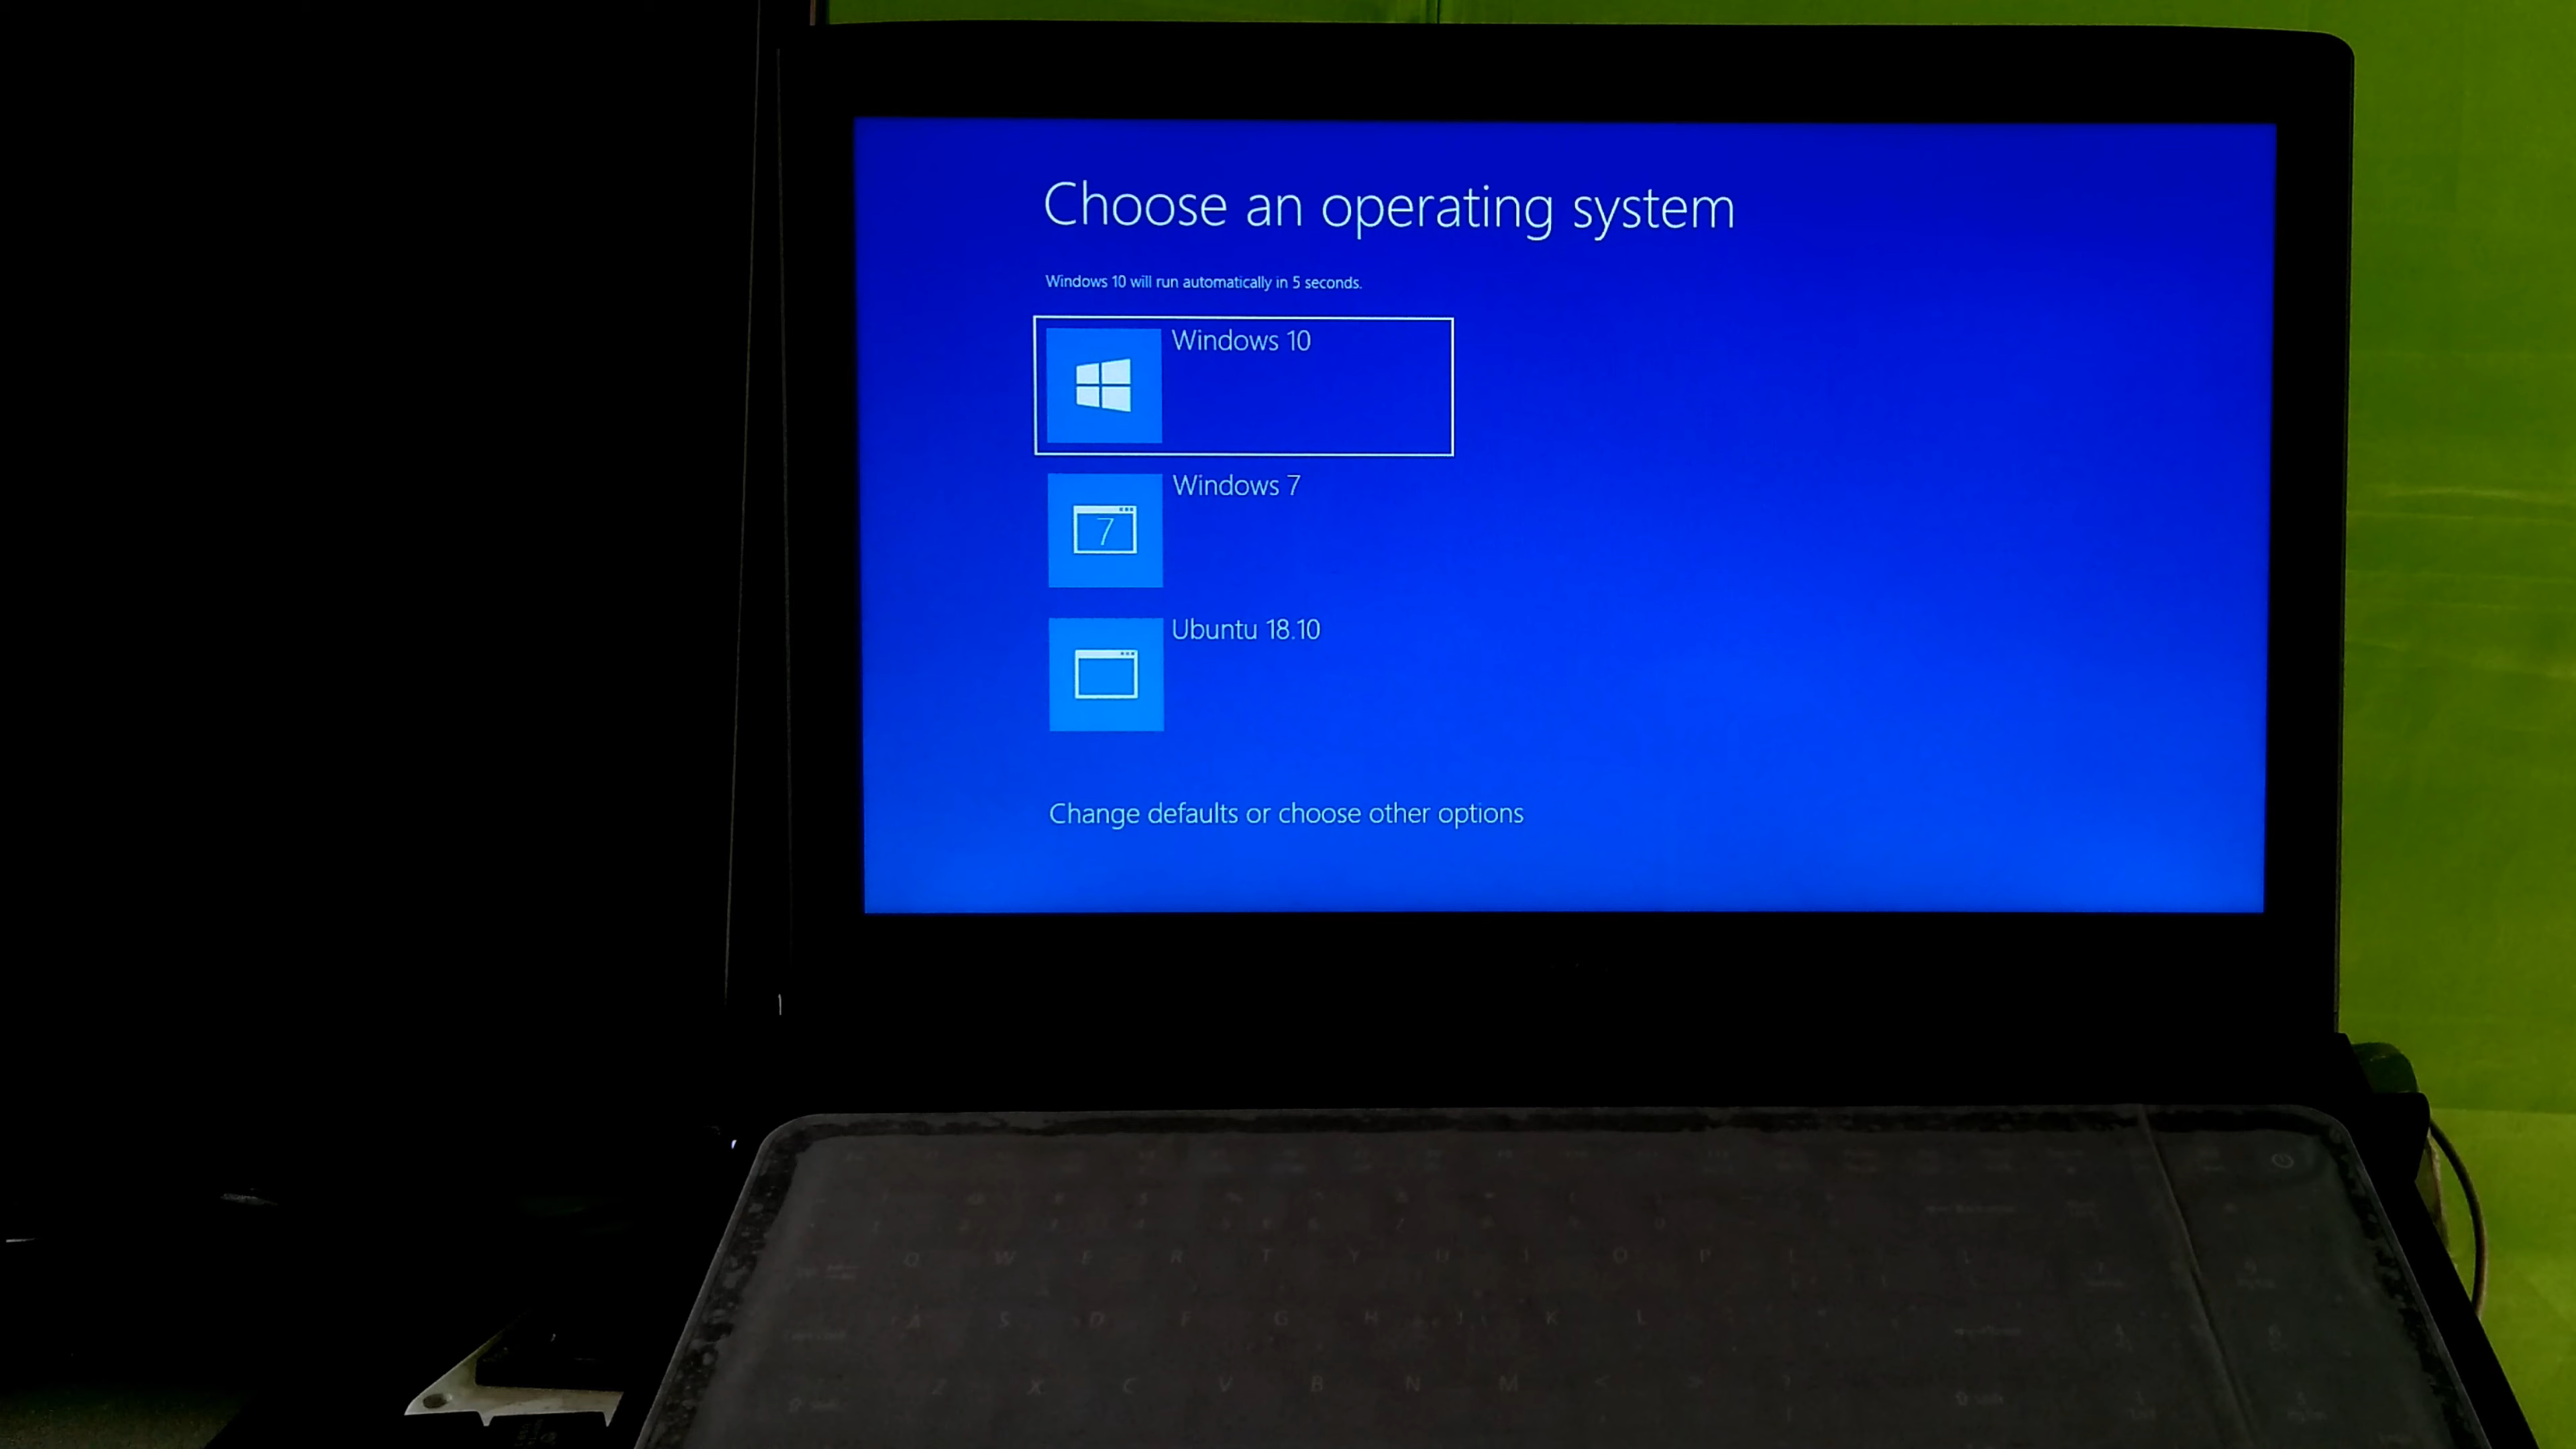 Choose an operating system
Windows 10 will run automatically in 5 seconds.
Windows 10
7
Windows 7
Ubuntu 18.10
Change defaults or choose other options
Q W E R T Y U I O P
A S D F G H J K L
Z X C V B N M